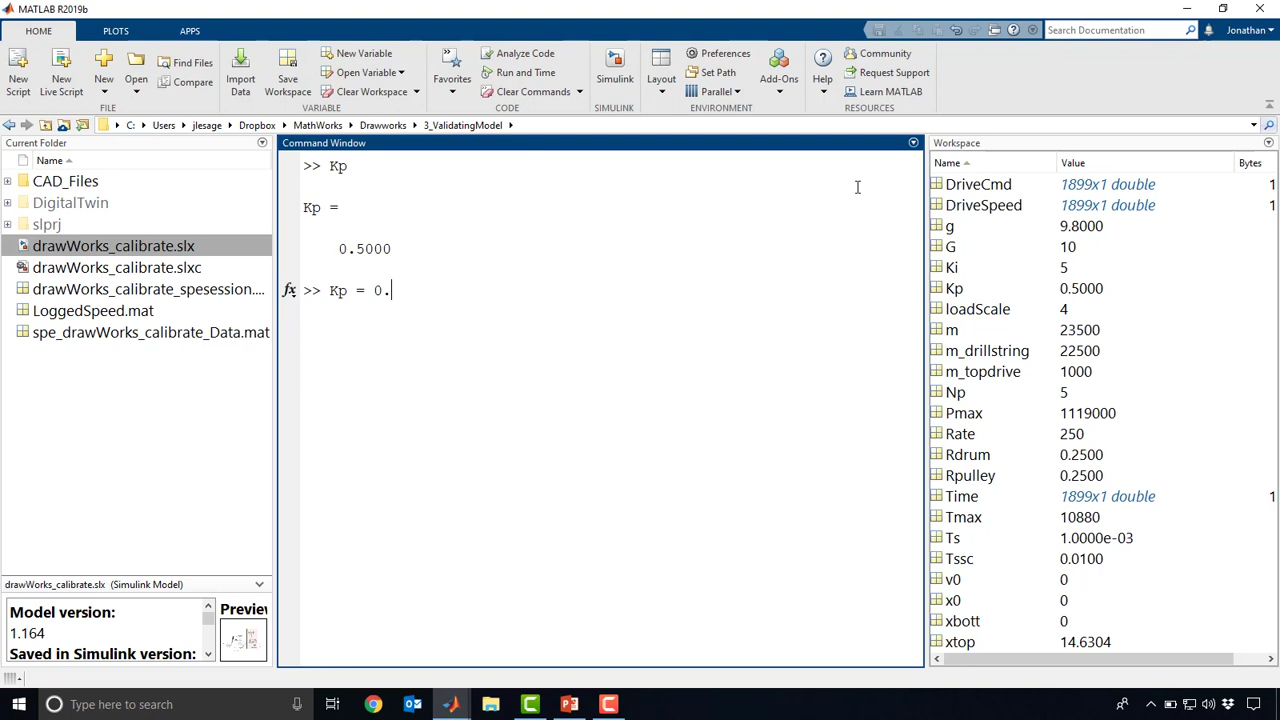 MATLAB R2019b
HOME
PLOTS
APPS
Search Documentation
Jonathan
New Script
New Live Script
New
Open
Find Files
Compare
Import Data
Save Workspace
New Variable
Open Variable
Clear Workspace
Favorites
Analyze Code
Run and Time
Clear Commands
Simulink
Layout
Preferences
Set Path
Parallel
Add-Ons
Help
Community
Request Support
Learn MATLAB
FILE
VARIABLE
CODE
SIMULINK
ENVIRONMENT
RESOURCES
C: Users jlesage Dropbox MathWorks Drawworks 3_ValidatingModel
Current Folder
Name
CAD_Files
DigitalTwin
slprj
drawWorks_calibrate.slx
drawWorks_calibrate.slxc
drawWorks_calibrate_spesession....
LoggedSpeed.mat
spe_drawWorks_calibrate_Data.mat
drawWorks_calibrate.slx (Simulink Model)
Model version:
1.164
Saved in Simulink version:
Preview
Command Window
>> Kp
Kp =
0.5000
fx >> Kp = 0.
Workspace
Name Value Bytes
DriveCmd 1899x1 double 1
DriveSpeed 1899x1 double 1
g 9.8000
G 10
Ki 5
Kp 0.5000
loadScale 4
m 23500
m_drillstring 22500
m_topdrive 1000
Np 5
Pmax 1119000
Rate 250
Rdrum 0.2500
Rpulley 0.2500
Time 1899x1 double 1
Tmax 10880
Ts 1.0000e-03
Tssc 0.0100
v0 0
x0 0
xbott 0
xtop 14.6304
Type here to search